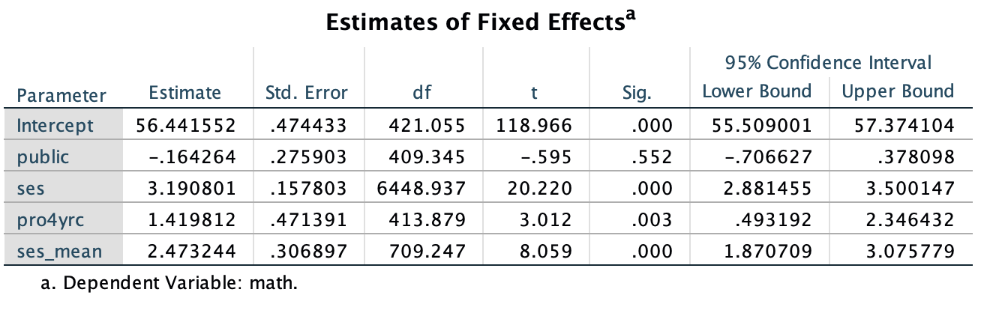 Estimates of Fixed Effectsa
95% Confidence Interval
Parameter Estimate Std. Error df t Sig. Lower Bound Upper Bound
Intercept 56.441552 .474433 421.055 118.966 .000 55.509001 57.374104
public -.164264 .275903 409.345 -.595 .552 -.706627 .378098
ses 3.190801 .157803 6448.937 20.220 .000 2.881455 3.500147
pro4yrc 1.419812 .471391 413.879 3.012 .003 .493192 2.346432
ses_mean 2.473244 .306897 709.247 8.059 .000 1.870709 3.075779
a. Dependent Variable: math.